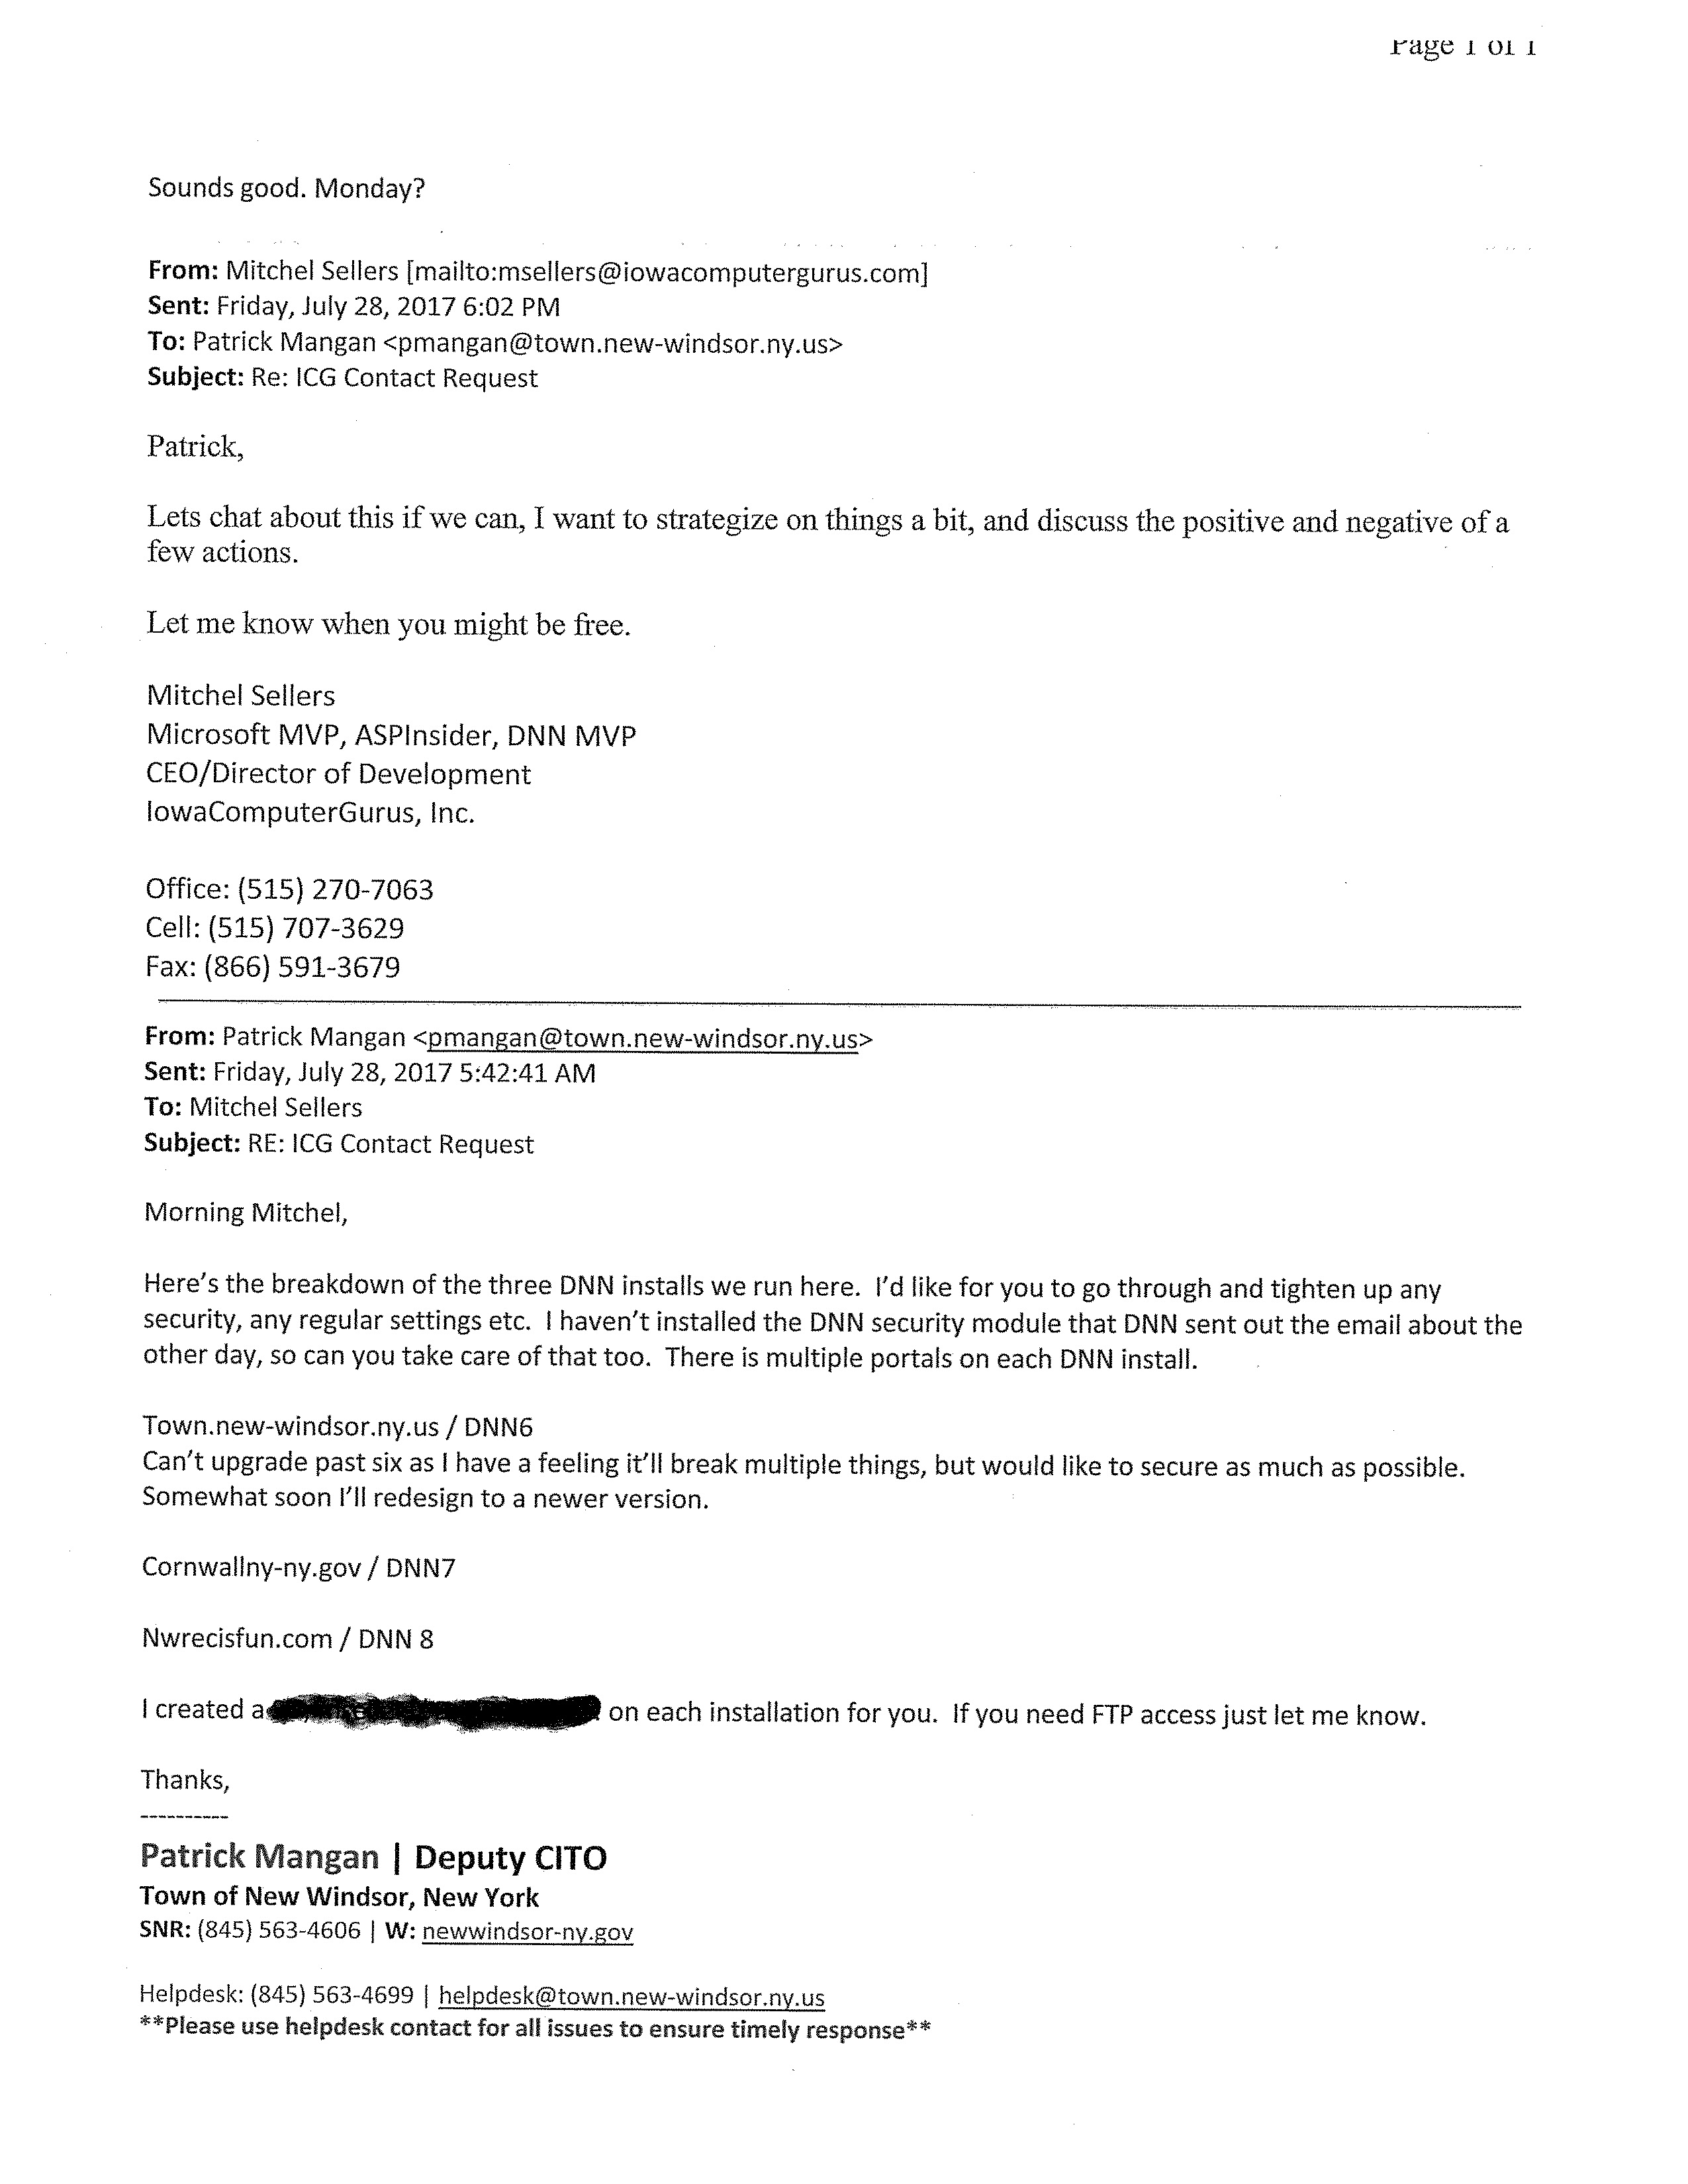 Page 1 of 1
Sounds good. Monday?
From: Mitchel Sellers [mailto:msellers@iowacomputergurus.com]
Sent: Friday, July 28, 2017 6:02 PM
To: Patrick Mangan <pmangan@town.new-windsor.ny.us>
Subject: Re: ICG Contact Request
Patrick,
Lets chat about this if we can, I want to strategize on things a bit, and discuss the positive and negative of a
few actions.
Let me know when you might be free.
Mitchel Sellers
Microsoft MVP, ASPInsider, DNN MVP
CEO/Director of Development
IowaComputerGurus, Inc.
Office: (515) 270-7063
Cell: (515) 707-3629
Fax: (866) 591-3679
From: Patrick Mangan <pmangan@town.new-windsor.ny.us>
Sent: Friday, July 28, 2017 5:42:41 AM
To: Mitchel Sellers
Subject: RE: ICG Contact Request
Morning Mitchel,
Here's the breakdown of the three DNN installs we run here.  I'd like for you to go through and tighten up any
security, any regular settings etc.  I haven't installed the DNN security module that DNN sent out the email about the
other day, so can you take care of that too.  There is multiple portals on each DNN install.
Town.new-windsor.ny.us / DNN6
Can't upgrade past six as I have a feeling it'll break multiple things, but would like to secure as much as possible.
Somewhat soon I'll redesign to a newer version.
Cornwallny-ny.gov / DNN7
Nwrecisfun.com / DNN 8
I created a on each installation for you.  If you need FTP access just let me know.
Thanks,
----------
Patrick Mangan | Deputy CITO
Town of New Windsor, New York
SNR: (845) 563-4606 | W: newwindsor-ny.gov
Helpdesk: (845) 563-4699 | helpdesk@town.new-windsor.ny.us
**Please use helpdesk contact for all issues to ensure timely response**